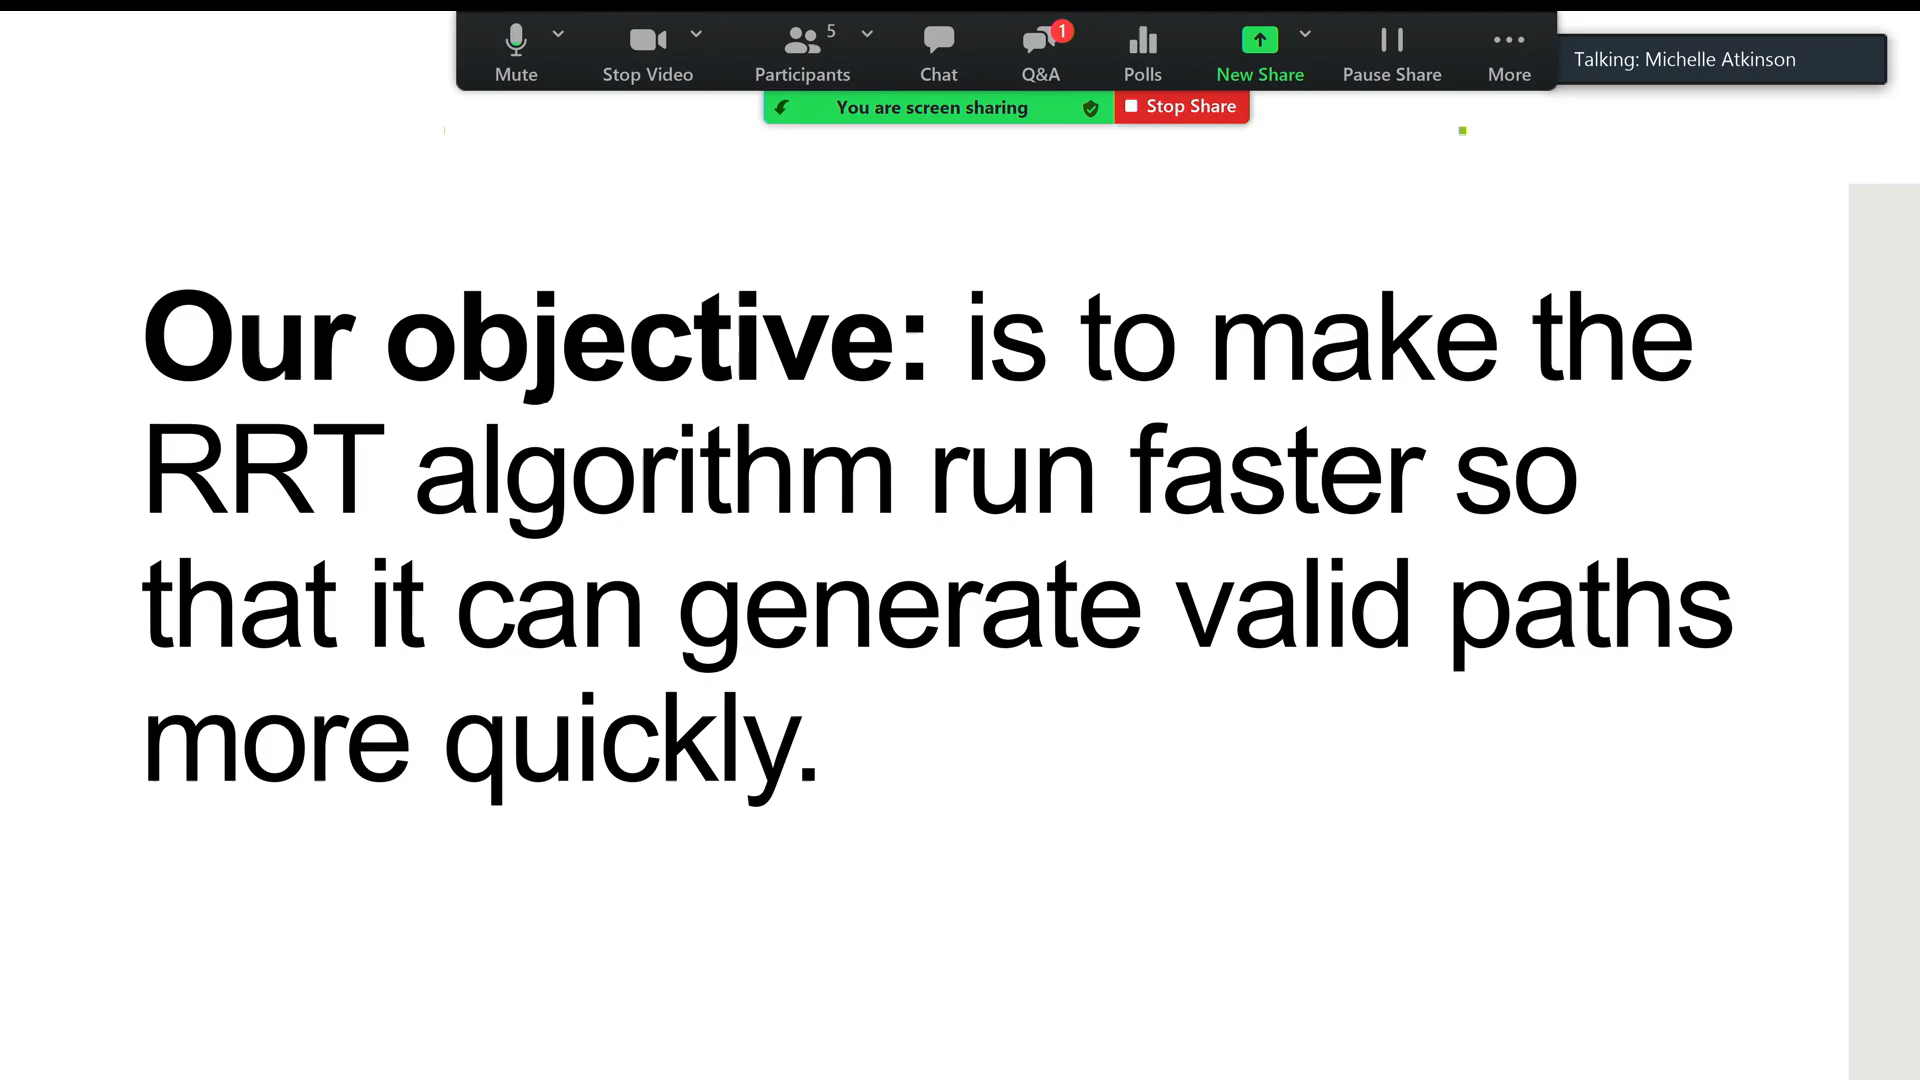 5
1
Mute
Stop Video
Participants
Chat
Q&A
Polls
New Share
Pause Share
More
Talking: Michelle Atkinson
You are screen sharing
Stop Share
Our objective: is to make the
RRT algorithm run faster so
that it can generate valid paths
more quickly.